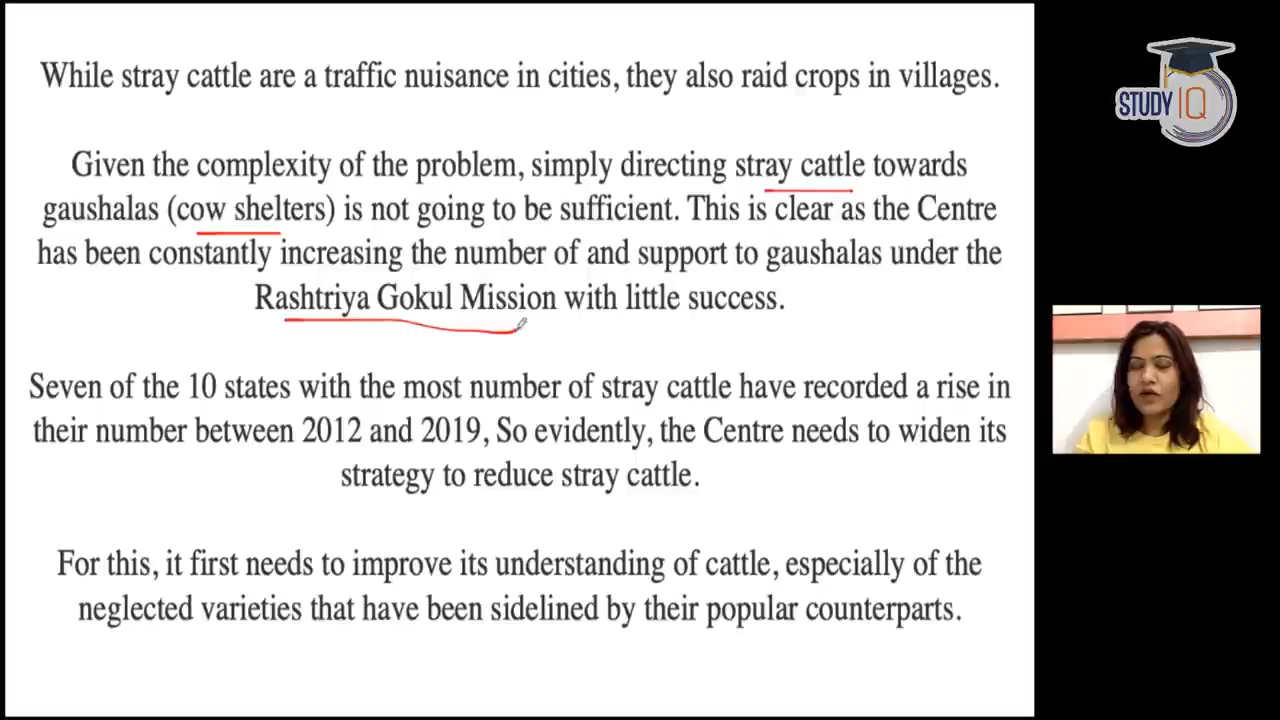 While stray cattle are a traffic nuisance in cities, they also raid crops in villages.
Given the complexity of the problem, simply directing stray cattle towards
gaushalas (cow shelters) is not going to be sufficient. This is clear as the Centre
has been constantly increasing the number of and support to gaushalas under the
Rashtriya Gokul Mission with little success.
Seven of the 10 states with the most number of stray cattle have recorded a rise in
their number between 2012 and 2019, So evidently, the Centre needs to widen its
strategy to reduce stray cattle.
For this, it first needs to improve its understanding of cattle, especially of the
neglected varieties that have been sidelined by their popular counterparts.
STUDY IQ